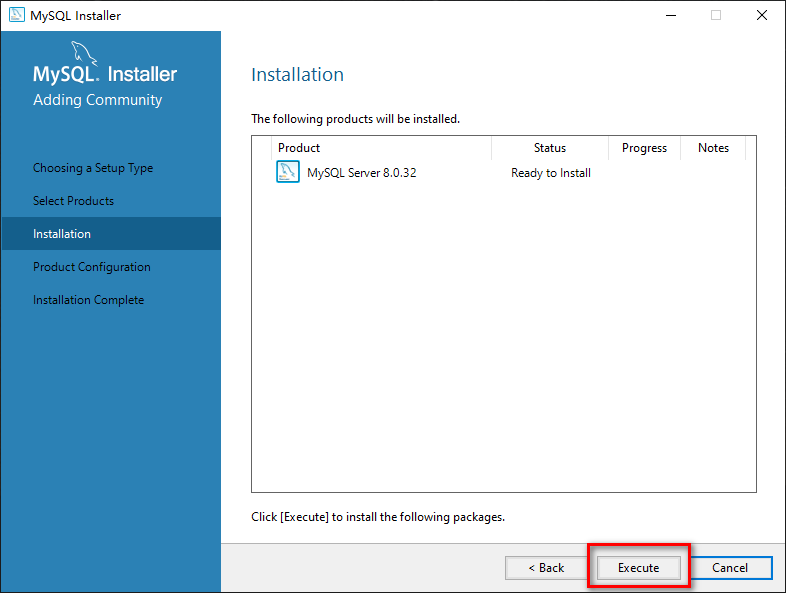 MySQL Installer
MySQL. Installer
Adding Community
Choosing a Setup Type
Select Products
Installation
Product Configuration
Installation Complete
Installation
The following products will be installed.
Product Status Progress Notes
MySQL Server 8.0.32 Ready to Install
Click [Execute] to install the following packages.
< Back Execute Cancel